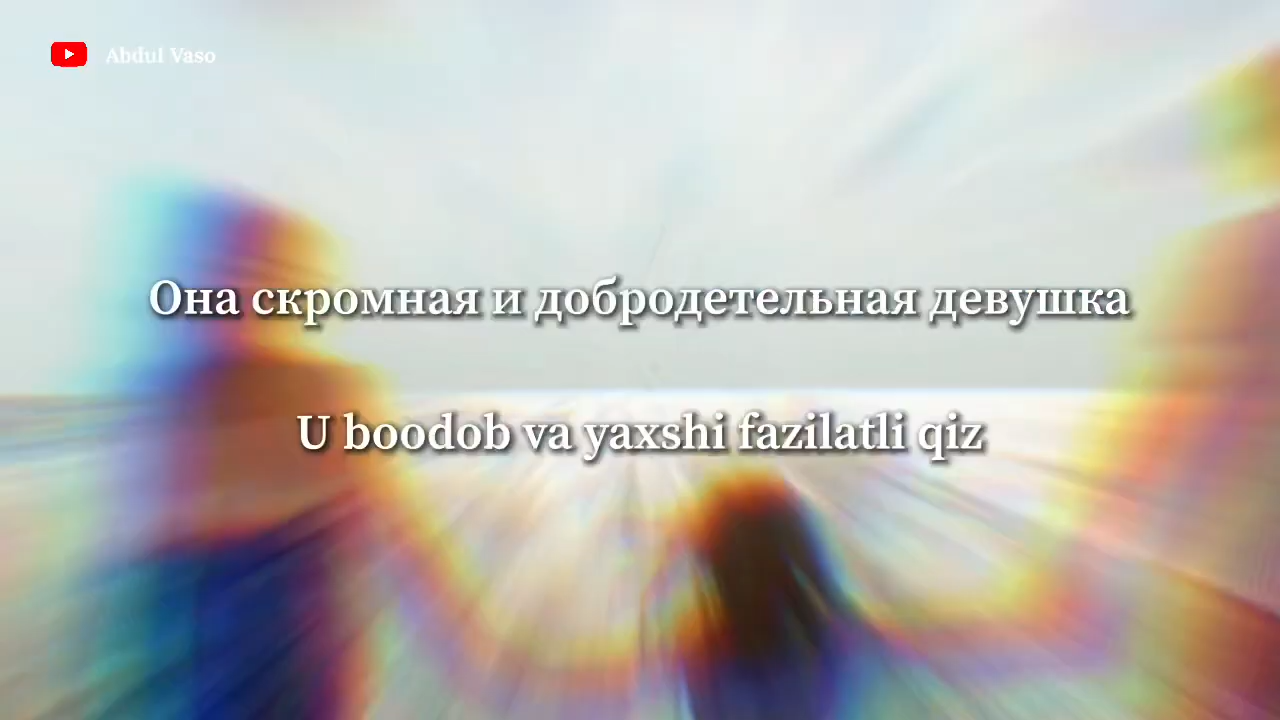 Abdul Vaso
Она скромная и добродетельная девушка
U boodob va yaxshi fazilatli qiz